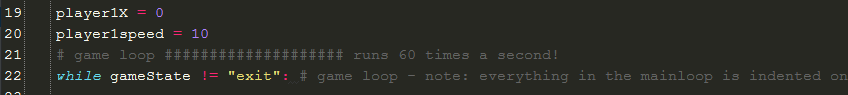 19 player1X = 0
20 player1speed = 10
21 # game loop #################### runs 60 times a second!
22 while gameState != "exit": # game loop - note: everything in the mainloop is indented on